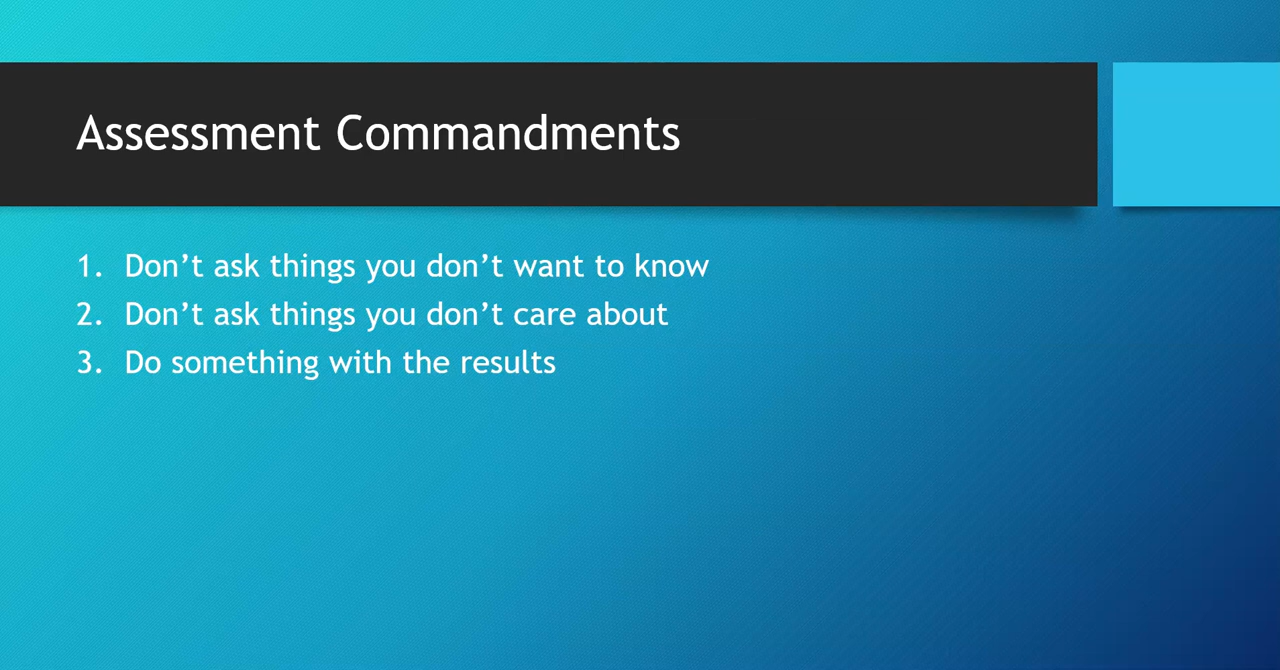 Assessment Commandments
1. Don’t ask things you don’t want to know
2. Don’t ask things you don’t care about
3. Do something with the results